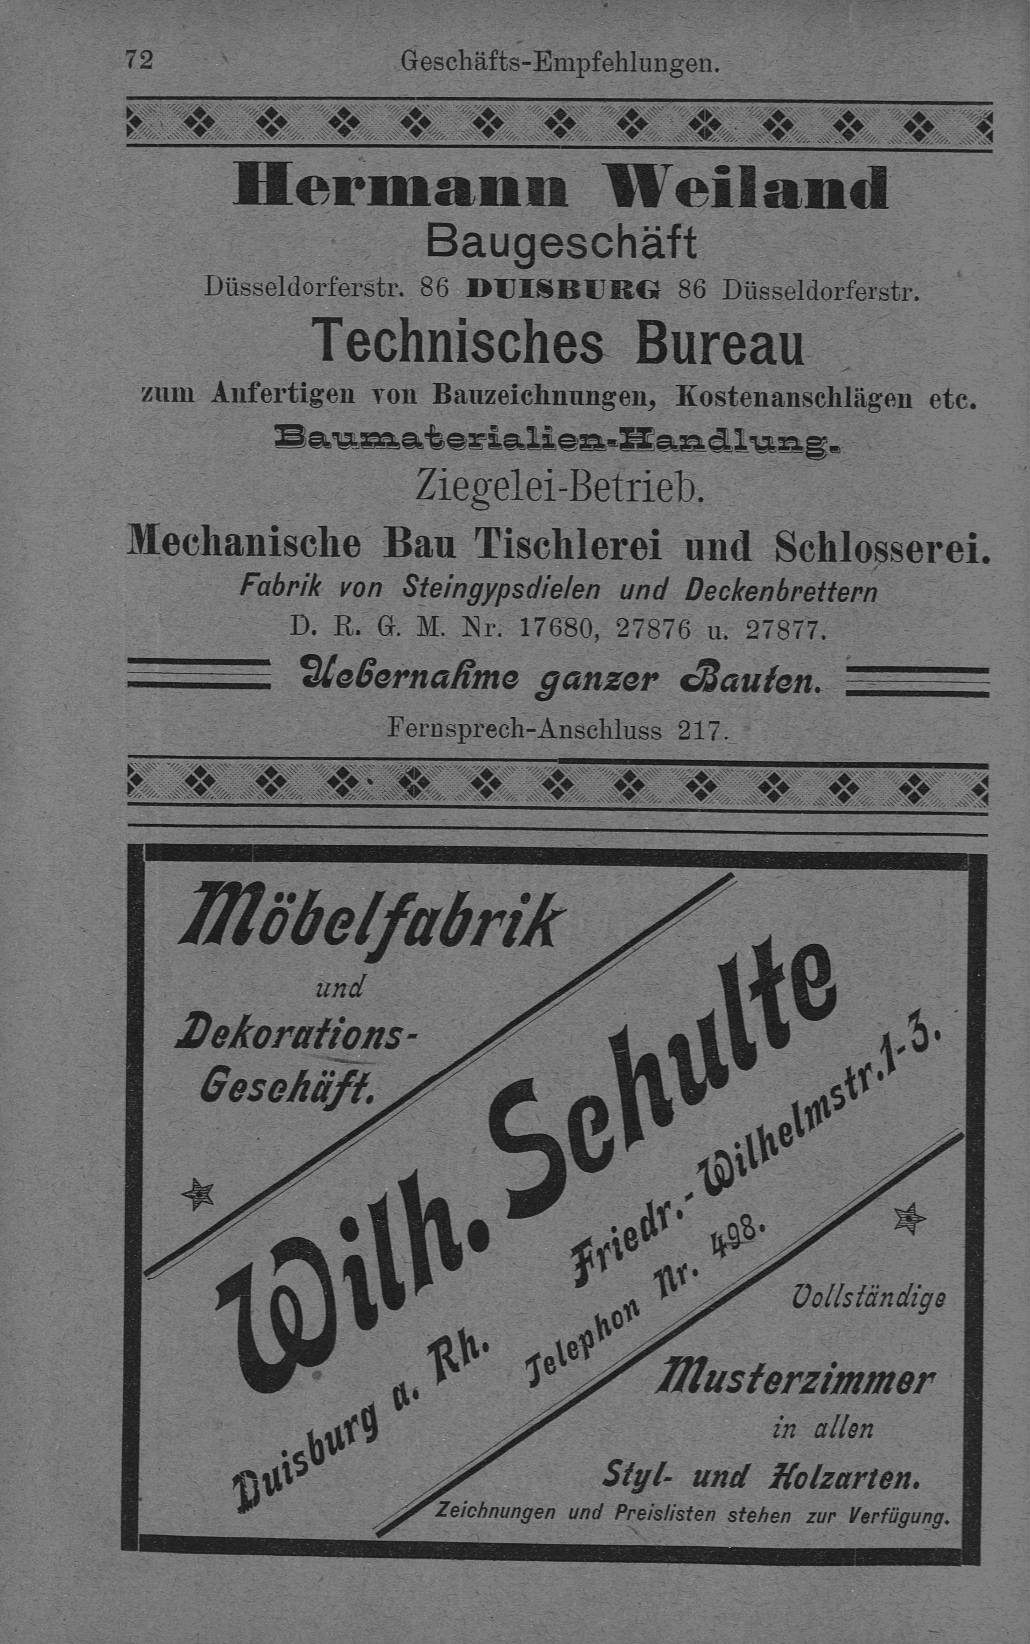 72 Geschäfts-Empfehlungen.
Hermann Weiland
Baugeschäft
Düsseldorferstr. 86 DUISBURG 86 Düsseldorferstr.
Technisches Bureau
zum Anfertigen von Bauzeichnungen, Kostenanschlägen etc.
Baumaterialien-Handlung.
Ziegelei-Betrieb.
Mechanische Bau Tischlerei und Schlosserei.
Fabrik von Steingypsdielen und Deckenbrettern
D. R. G. M. Nr. 17680, 27876 u. 27877.
Uebernahme ganzer Bauten.
Fernsprech-Anschluss 217.
Möbelfabrik
und
Dekorations-
Geschäft.
Wilh. Schulte
Duisburg a. Rh.
Friedr.-Wilhelmstr. 1-3.
Telephon Nr. 498.
Vollständige
Musterzimmer
in allen
Styl- und Holzarten.
Zeichnungen und Preislisten stehen zur Verfügung.